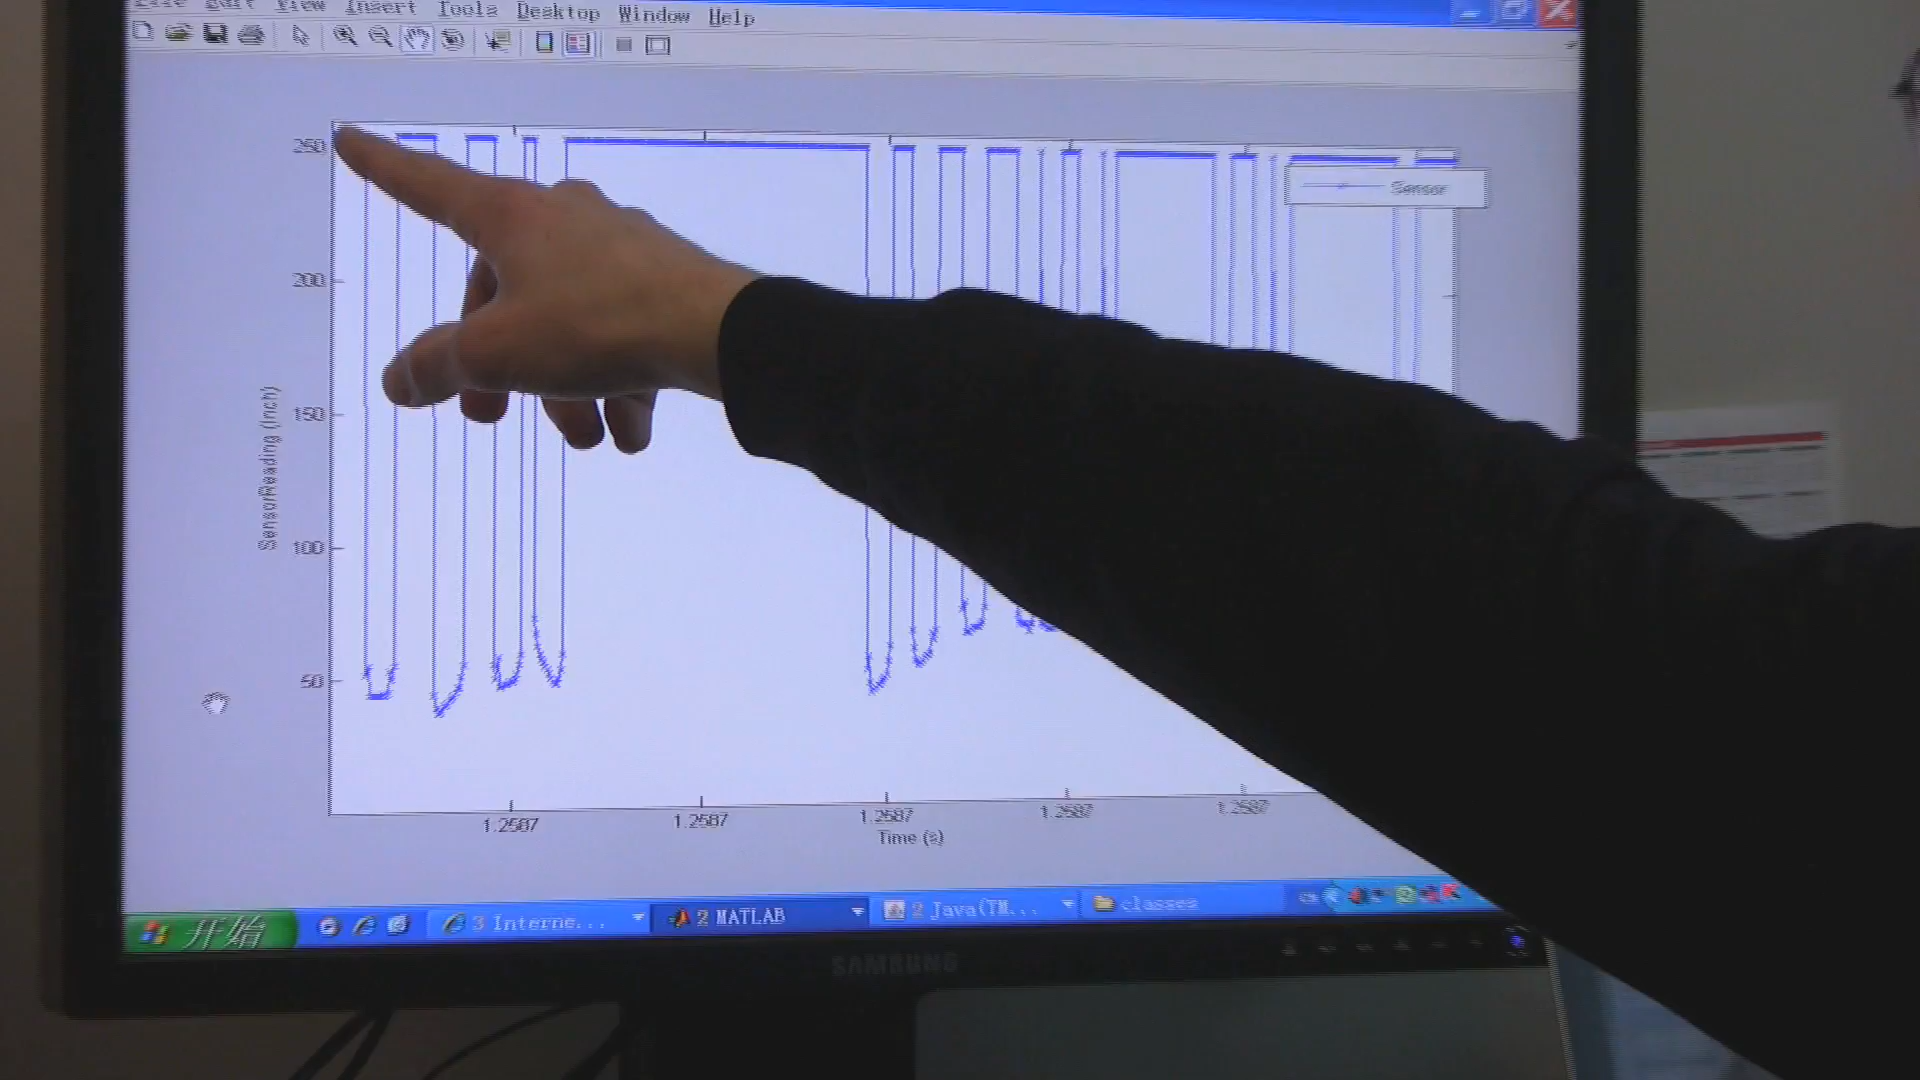 File Edit View Insert Tools Desktop Window Help
250
200
150
100
50
SensorReading (Inch)
Sensor
1.2587 1.2587 1.2587 1.2587 1.2587
Time (s)
开始 3 Interne... 2 MATLAB 2 Java(TM... classes
SAMSUNG